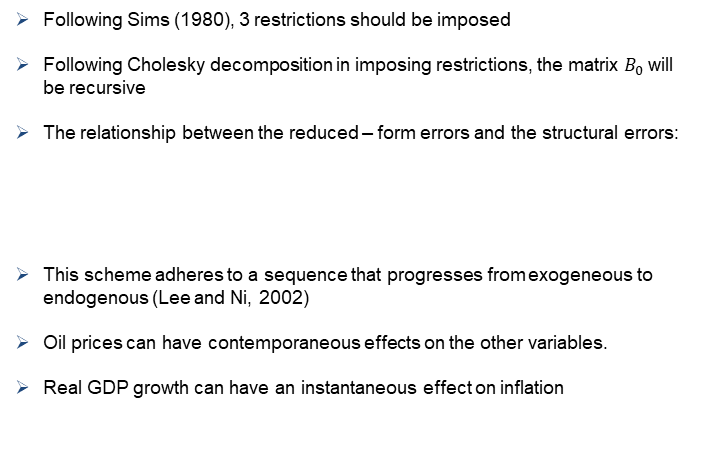 Following Sims (1980), 3 restrictions should be imposed
Following Cholesky decomposition in imposing restrictions, the matrix B₀ will
be recursive
The relationship between the reduced – form errors and the structural errors:
This scheme adheres to a sequence that progresses from exogeneous to
endogenous (Lee and Ni, 2002)
Oil prices can have contemporaneous effects on the other variables.
Real GDP growth can have an instantaneous effect on inflation